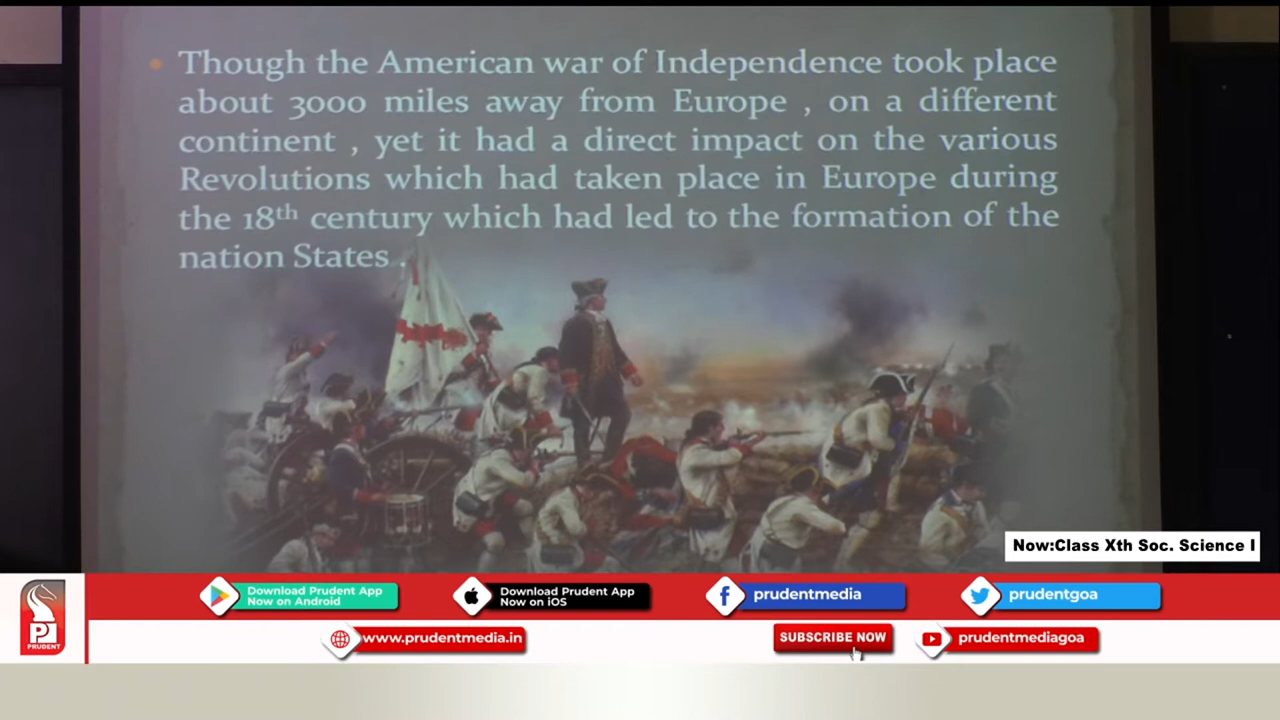 Though the American war of Independence took place
about 3000 miles away from Europe , on a different
continent , yet it had a direct impact on the various
Revolutions which had taken place in Europe during
the 18th century which had led to the formation of the
nation States .
Now:Class Xth Soc. Science I
Download Prudent App
Now on Android
Download Prudent App
Now on iOS
prudentmedia
prudentgoa
PRUDENT
www.prudentmedia.in
SUBSCRIBE NOW
prudentmediagoa